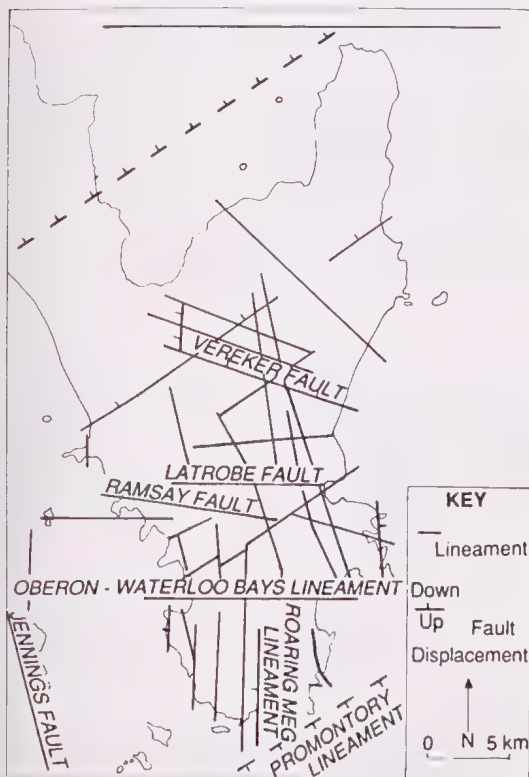 VEREKER FAULT
LATROBE FAULT
RAMSAY FAULT
OBERON - WATERLOO BAYS LINEAMENT
ROARING MEG
LINEAMENT
JENNINGS FAULT
PROMONTORY
LINEAMENT
KEY
Lineament
Down
Up Fault
Displacement
N
0 5 km